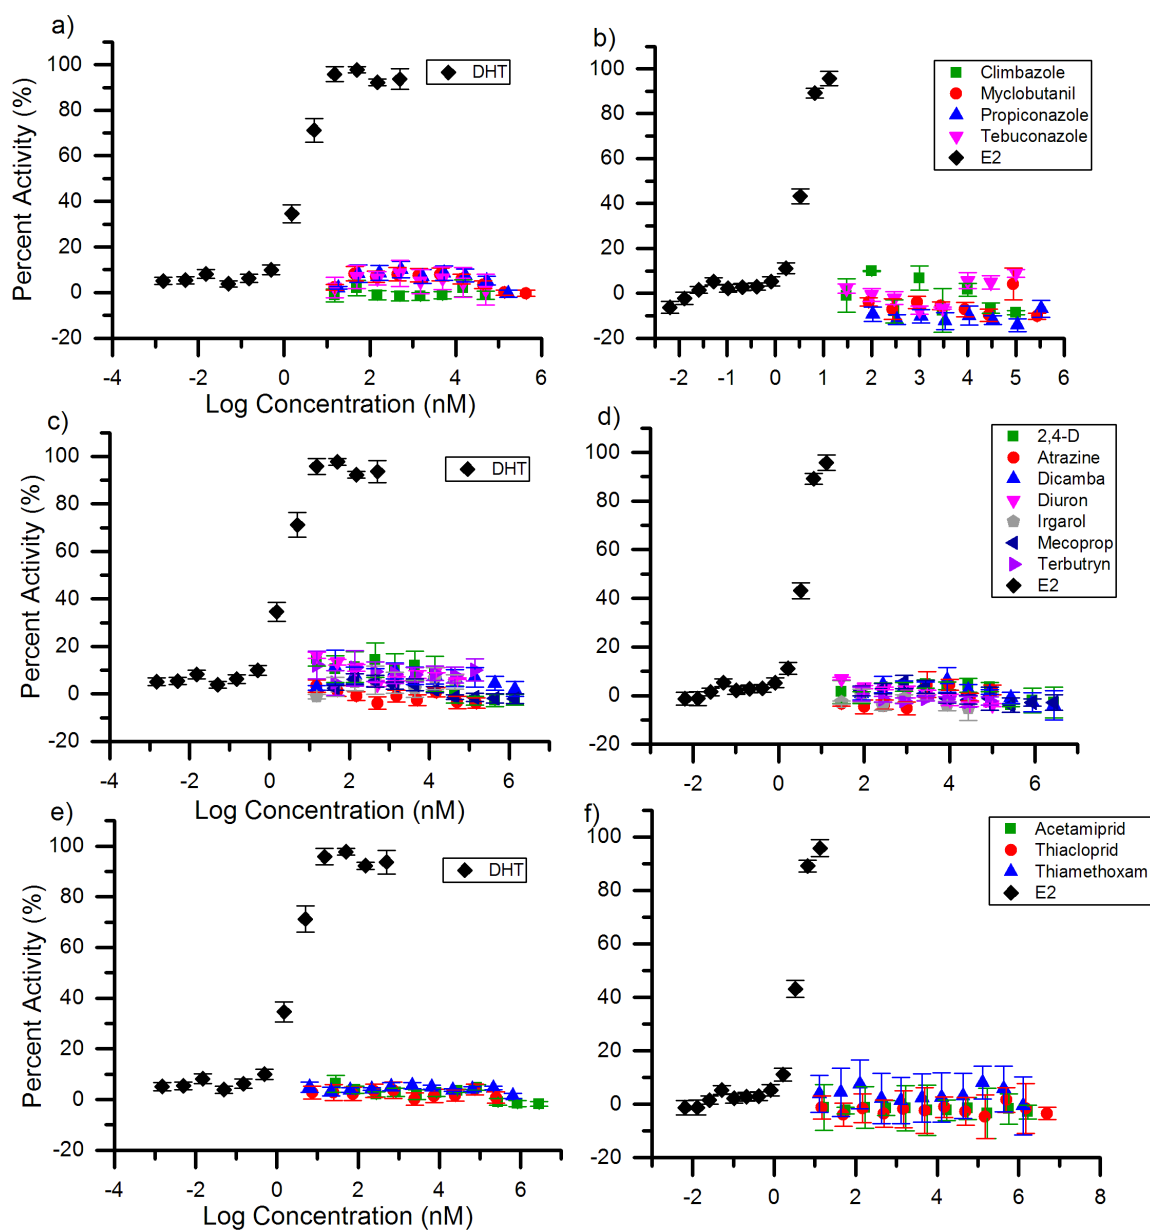 a)
Percent Activity (%)
100
80
60
40
20
0
-20
-4
-2
0
2
4
6
Log Concentration (nM)
DHT
b)
100
80
60
40
20
0
-20
-2
-1
0
1
2
3
4
5
6
Climbazole
Myclobutanil
Propiconazole
Tebuconazole
E2
c)
Percent Activity (%)
100
80
60
40
20
0
-20
-4
-2
0
2
4
6
Log Concentration (nM)
DHT
d)
100
80
60
40
20
0
-20
-2
0
2
4
6
2,4-D
Atrazine
Dicamba
Diuron
Irgarol
Mecoprop
Terbutryn
E2
e)
Percent Activity (%)
100
80
60
40
20
0
-20
-4
-2
0
2
4
6
Log Concentration (nM)
DHT
f)
100
80
60
40
20
0
-20
-2
0
2
4
6
8
Acetamiprid
Thiacloprid
Thiamethoxam
E2